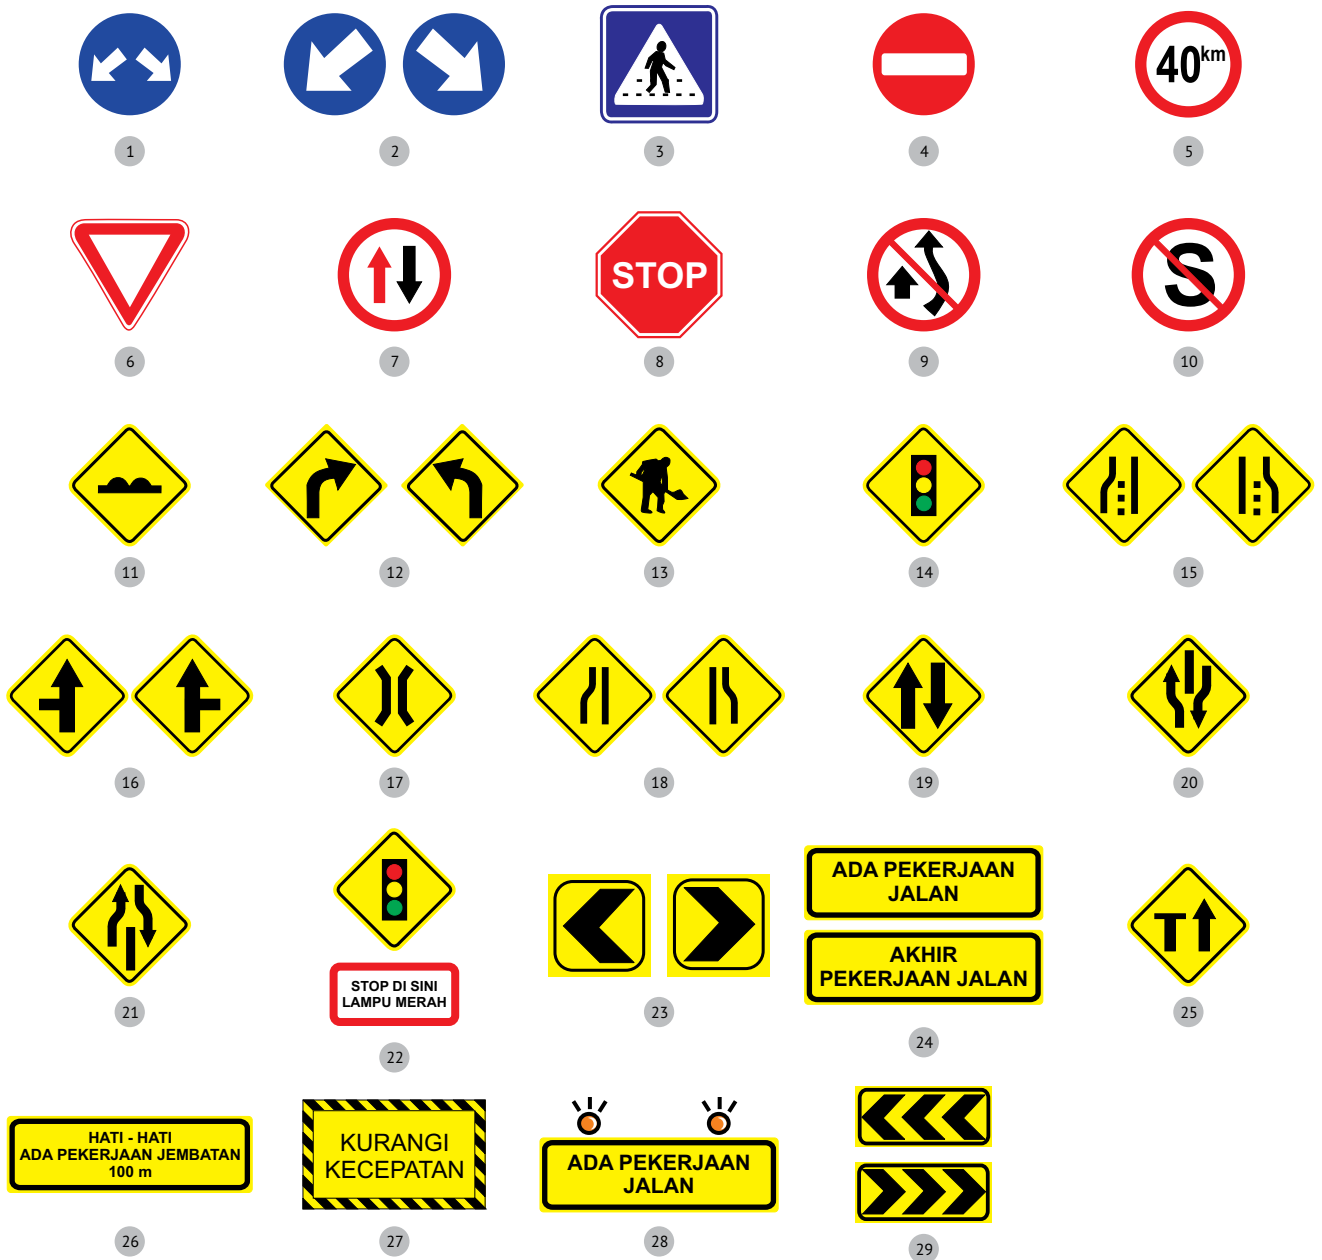 40km
1
2
3
4
5
STOP
S
6
7
8
9
10
11
12
13
14
15
16
17
18
19
20
STOP DI SINI
LAMPU MERAH
ADA PEKERJAAN
JALAN
AKHIR
PEKERJAAN JALAN
21
22
23
24
25
HATI - HATI
ADA PEKERJAAN JEMBATAN
100 m
KURANGI
KECEPATAN
ADA PEKERJAAN
JALAN
26
27
28
29